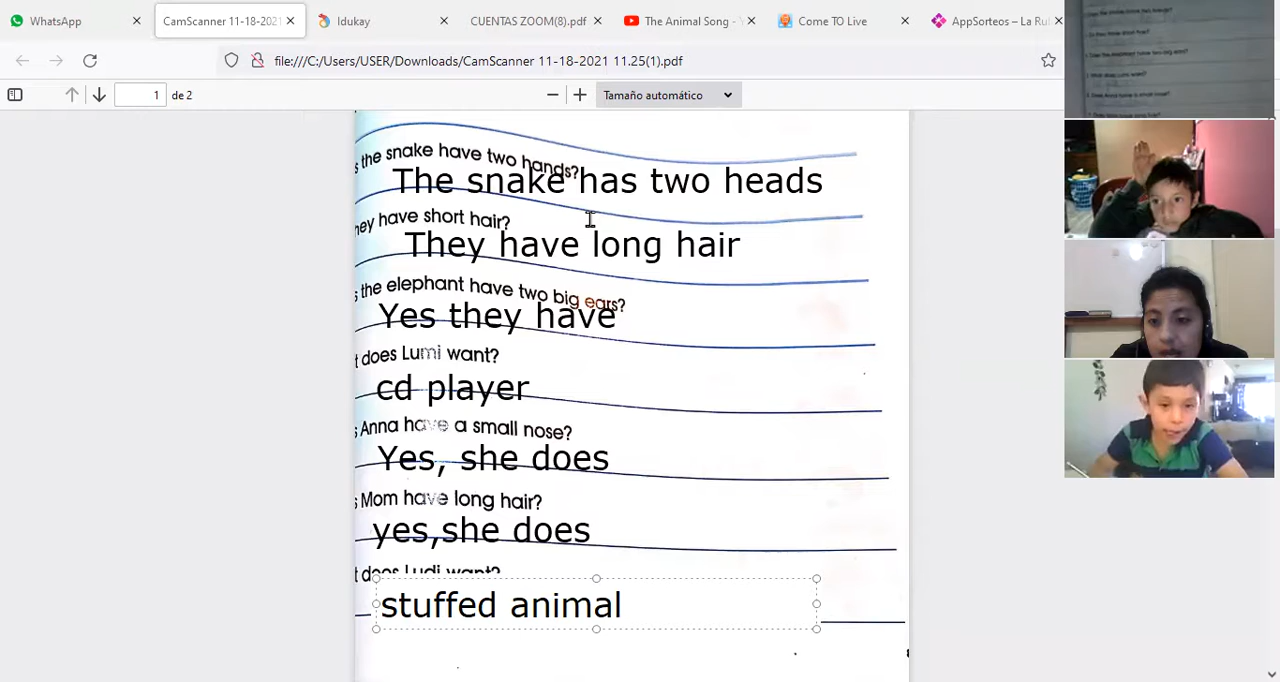 WhatsApp
CamScanner 11-18-2021
Idukay
CUENTAS ZOOM(8).pdf
The Animal Song -
Come TO Live
AppSorteos – La Ru
file:///C:/Users/USER/Downloads/CamScanner 11-18-2021 11.25(1).pdf
1 de 2
Tamaño automático
s the snake have two hands?
The snake has two heads
hey have short hair?
They have long hair
s the elephant have two big ears?
Yes they have
t does Lumi want?
cd player
s Anna have a small nose?
Yes, she does
s Mom have long hair?
yes,she does
t does Ludi want?
stuffed animal